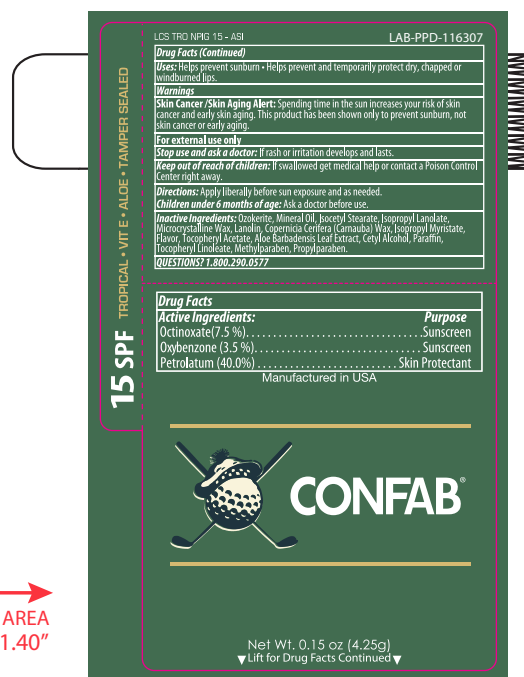 LCS TRO NPIG 15 - ASI
LAB-PPD-116307
Drug Facts (Continued)
Uses: Helps prevent sunburn • Helps prevent and temporarily protect dry, chapped or
windburned lips.
Warnings
Skin Cancer /Skin Aging Alert: Spending time in the sun increases your risk of skin
cancer and early skin aging. This product has been shown only to prevent sunburn, not
skin cancer or early aging.
For external use only
Stop use and ask a doctor: If rash or irritation develops and lasts.
Keep out of reach of children: If swallowed get medical help or contact a Poison Control
Center right away.
Directions: Apply liberally before sun exposure and as needed.
Children under 6 months of age: Ask a doctor before use.
Inactive Ingredients: Ozokerite, Mineral Oil, Isocetyl Stearate, Isopropyl Lanolate,
Microcrystalline Wax, Lanolin, Copernicia Cerifera (Carnauba) Wax, Isopropyl Myristate,
Flavor, Tocopheryl Acetate, Aloe Barbadensis Leaf Extract, Cetyl Alcohol, Paraffin,
Tocopheryl Linoleate, Methylparaben, Propylparaben.
QUESTIONS? 1.800.290.0577
15 SPF TROPICAL • VIT E • ALOE • TAMPER SEALED
Drug Facts
Active Ingredients: Purpose
Octinoxate(7.5 %)................................Sunscreen
Oxybenzone (3.5 %)...............................Sunscreen
Petrolatum (40.0%) .........................Skin Protectant
Manufactured in USA
CONFAB®
AREA
1.40”
Net Wt. 0.15 oz (4.25g)
▼Lift for Drug Facts Continued▼